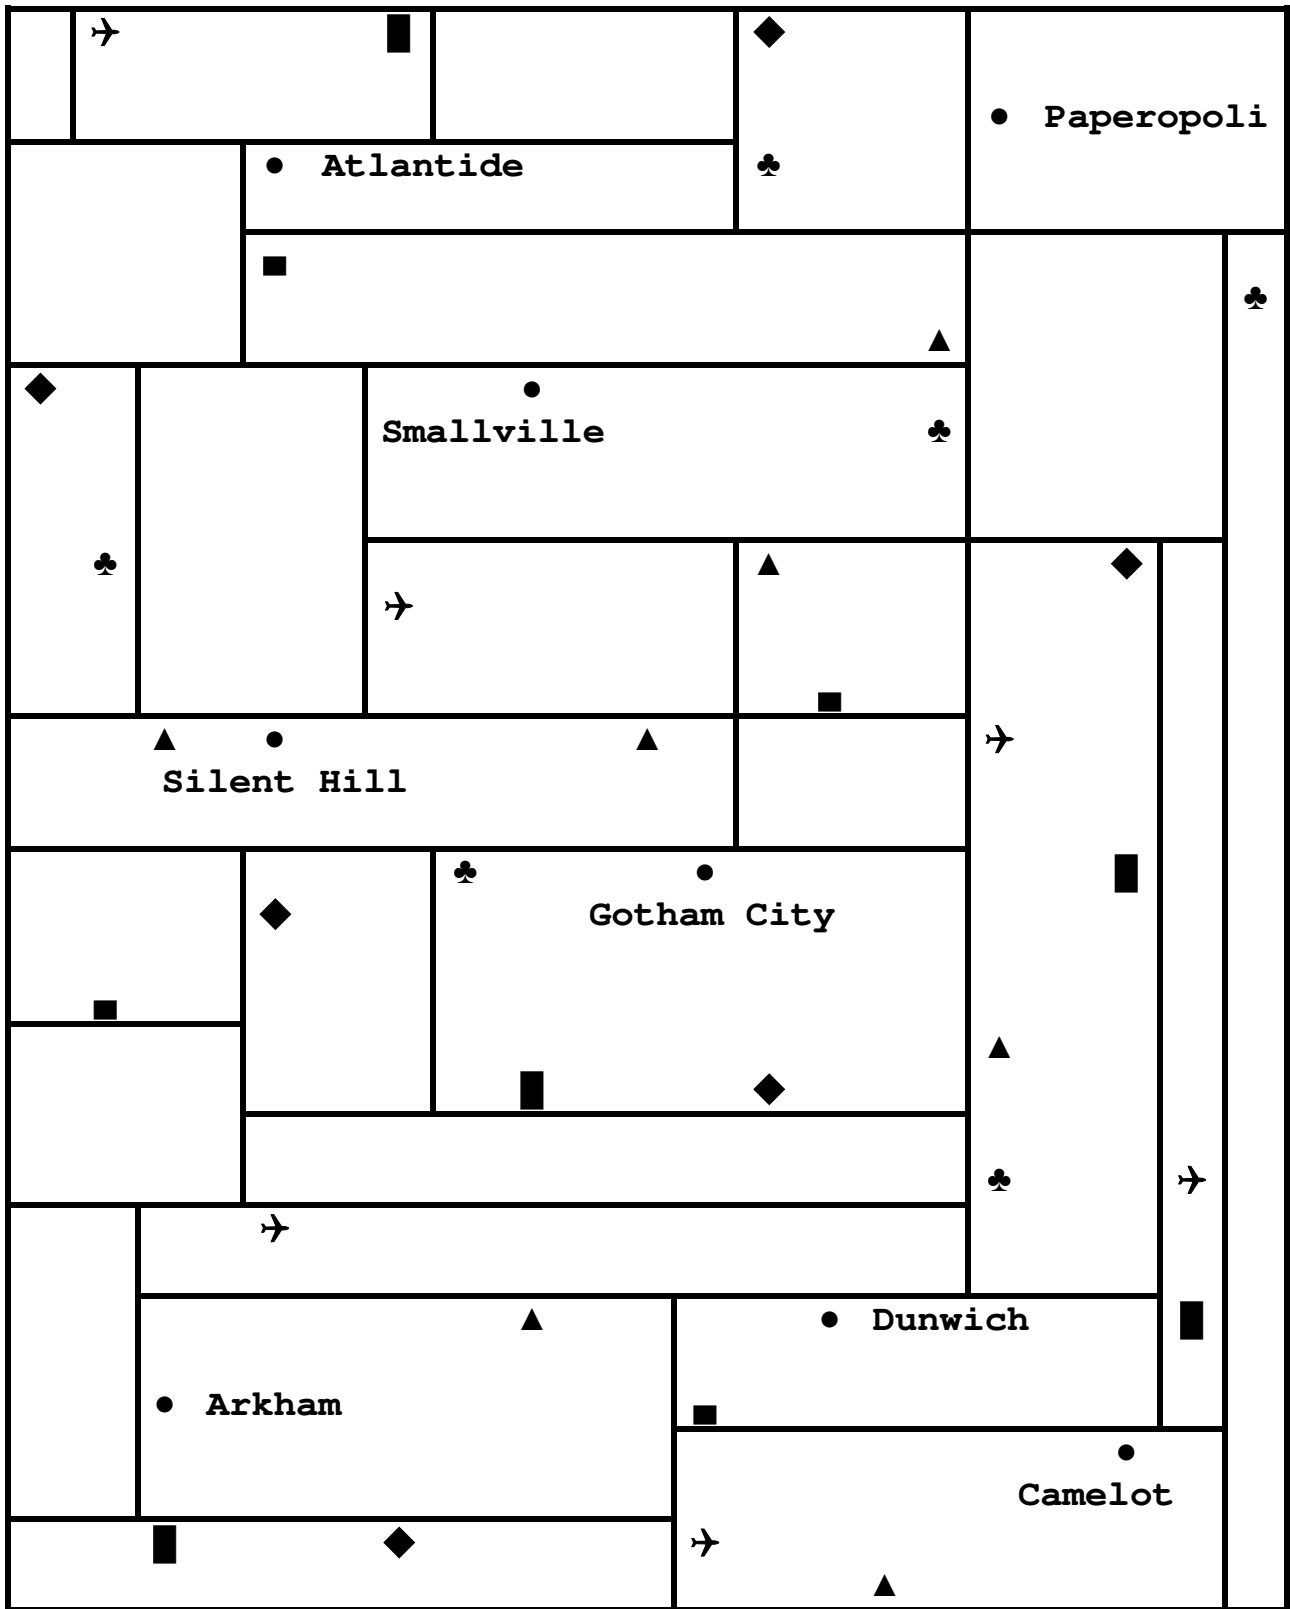 Paperopoli
Atlantide
Smallville
Silent Hill
Gotham City
Dunwich
Arkham
Camelot